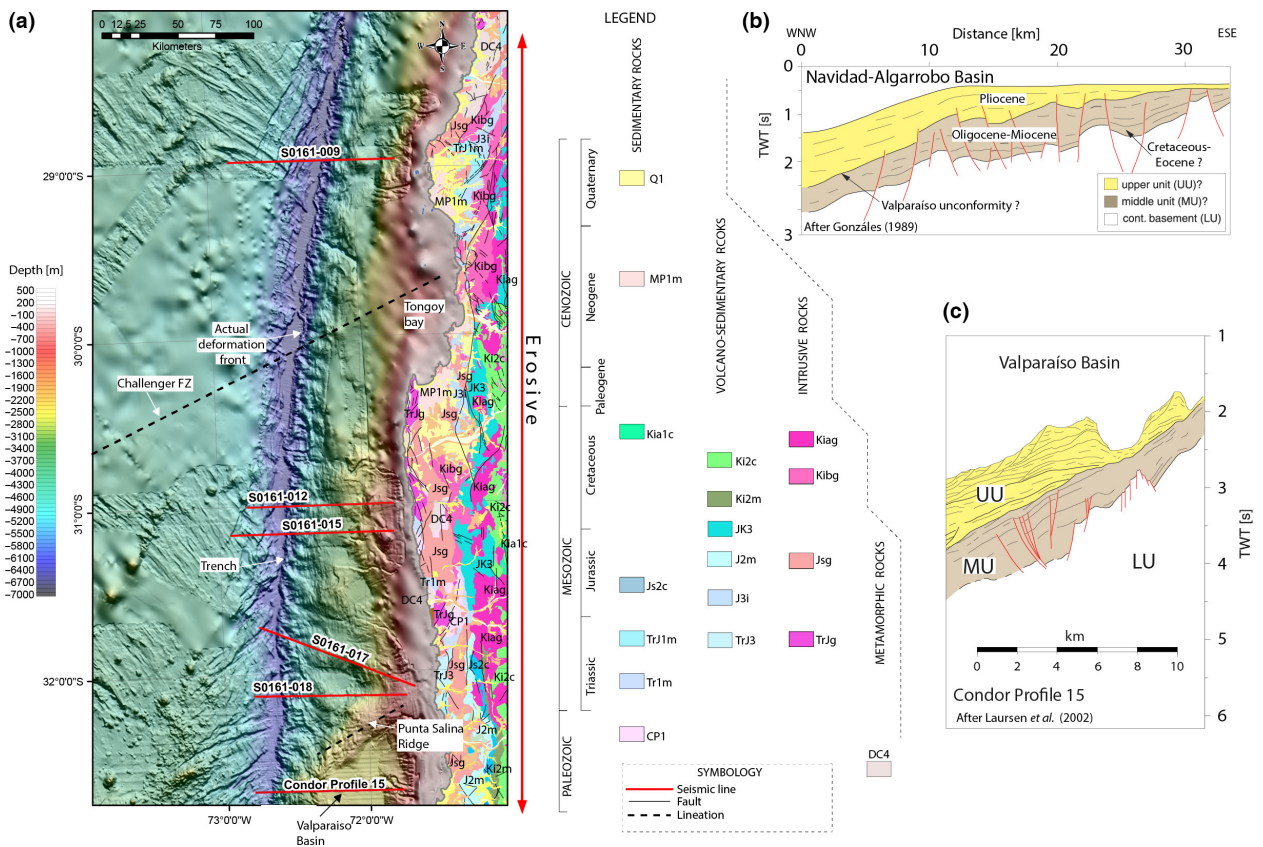 (a)
0 12.5 25 50 75 100
Kilometers
N
W E
S
DC4
Kibg
Jsg
J3i
TrJ1m
S0161-009
29°0'0"S
Kibg
MP1m
Kibg
Kiag
Depth [m]
500
200
-200
-400
-700
-1000
-1300
-1600
-1900
-2200
-2500
-2800
-3100
-3400
-3700
-4000
-4300
-4600
-4900
-5200
-5500
-5800
-6100
-6400
-6700
-7000
Tongoy
bay
Actual
deformation
front
30°0'0"S
Challenger FZ
Erosive
Ki2c
Jsg
MP1m
J3i
JK3
Kiag
TrJg
Jsg
Kibg
Jsg
Kiag
S0161-012
Ki2c
31°0'0"S
DC4
S0161-015
Kia1c
Jsg
Trench
JK3
Tr1m
Kiag
DC4
TrJg
CP1
Kiag
S0161-017
Jsg
Js2c
TrJ3
Ki2c
32°0'0"S
S0161-018
Punta Salina
Ridge
J2m
Jsg
Ki2m
J2m
Condor Profile 15
73°0'0"W
72°0'0"W
Valparaiso
Basin
LEGEND
SEDIMENTARY ROCKS
VOLCANO-SEDIMENTARY RCOKS
INTRUSIVE ROCKS
METAMORPHIC ROCKS
CENOZOIC
MESOZOIC
PALEOZOIC
Quaternary
Neogene
Paleogene
Cretaceous
Jurassic
Triassic
Q1
MP1m
Kia1c
Kiag
Ki2c
Kibg
Ki2m
JK3
J2m
Jsg
Js2c
J3i
TrJ1m
TrJ3
TrJg
Tr1m
CP1
DC4
SYMBOLOGY
Seismic line
Fault
Lineation
(b)
WNW
Distance [km]
ESE
0 10 20 30
TWT [s]
0
1
2
3
Navidad-Algarrobo Basin
Pliocene
Oligocene-Miocene
Cretaceous-
Eocene ?
Valparaíso unconformity ?
After Gonzáles (1989)
upper unit (UU)?
middle unit (MU)?
cont. basement (LU)
(c)
Valparaíso Basin
1
2
3
4
5
6
TWT [s]
UU
MU
LU
km
0 2 4 6 8 10
Condor Profile 15
After Laursen et al. (2002)